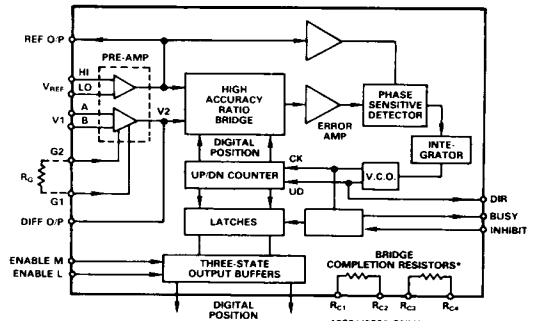 REF O/P
PRE-AMP
HI
VREF
LO
A
V1
B
V2
G2
RG
G1
DIFF O/P
HIGH
ACCURACY
RATIO
BRIDGE
ERROR
AMP
PHASE
SENSITIVE
DETECTOR
INTE-
GRATOR
DIGITAL
POSITION
CK
UP/DN COUNTER
UD
V.C.O.
DIR
LATCHES
BUSY
INHIBIT
ENABLE M
ENABLE L
THREE-STATE
OUTPUT BUFFERS
BRIDGE
COMPLETION RESISTORS*
RC1
RC2
RC3
RC4
DIGITAL
POSITION